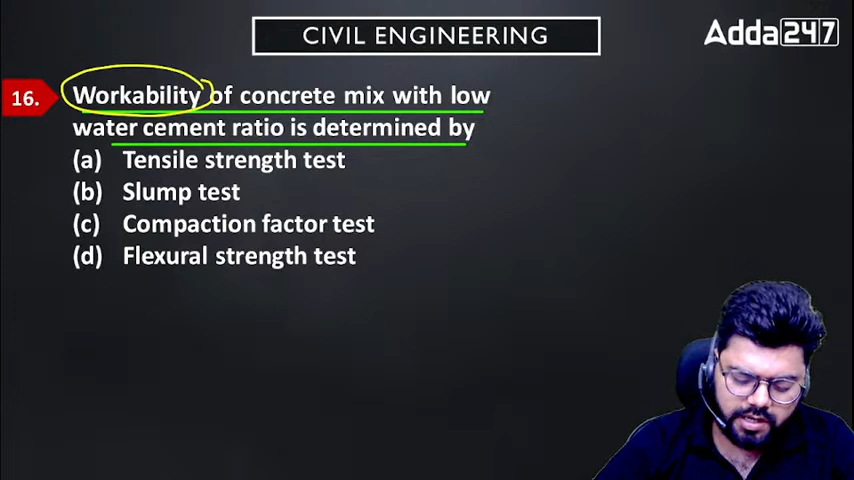 CIVIL ENGINEERING
Adda247
16.
Workability of concrete mix with low
water cement ratio is determined by
(a) Tensile strength test
(b) Slump test
(c) Compaction factor test
(d) Flexural strength test